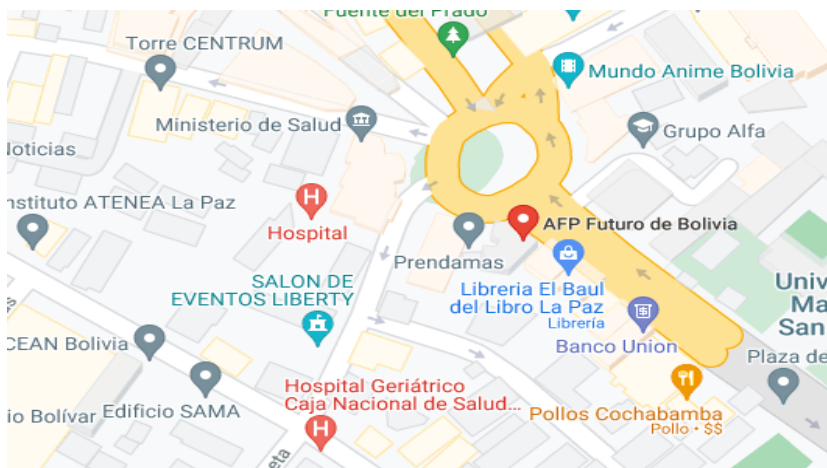 Fuente del Prado
Torre CENTRUM
Mundo Anime Bolivia
Ministerio de Salud
Grupo Alfa
Noticias
nstituto ATENEA La Paz
H
Hospital
AFP Futuro de Bolivia
Prendamas
SALON DE
EVENTOS LIBERTY
Libreria El Baul
del Libro La Paz
Librería
Univ
Ma
San
CEAN Bolivia
Banco Union
Plaza de
Hospital Geriátrico
Caja Nacional de Salud...
io Bolívar
Edificio SAMA
H
Pollos Cochabamba
Pollo • $$
eta